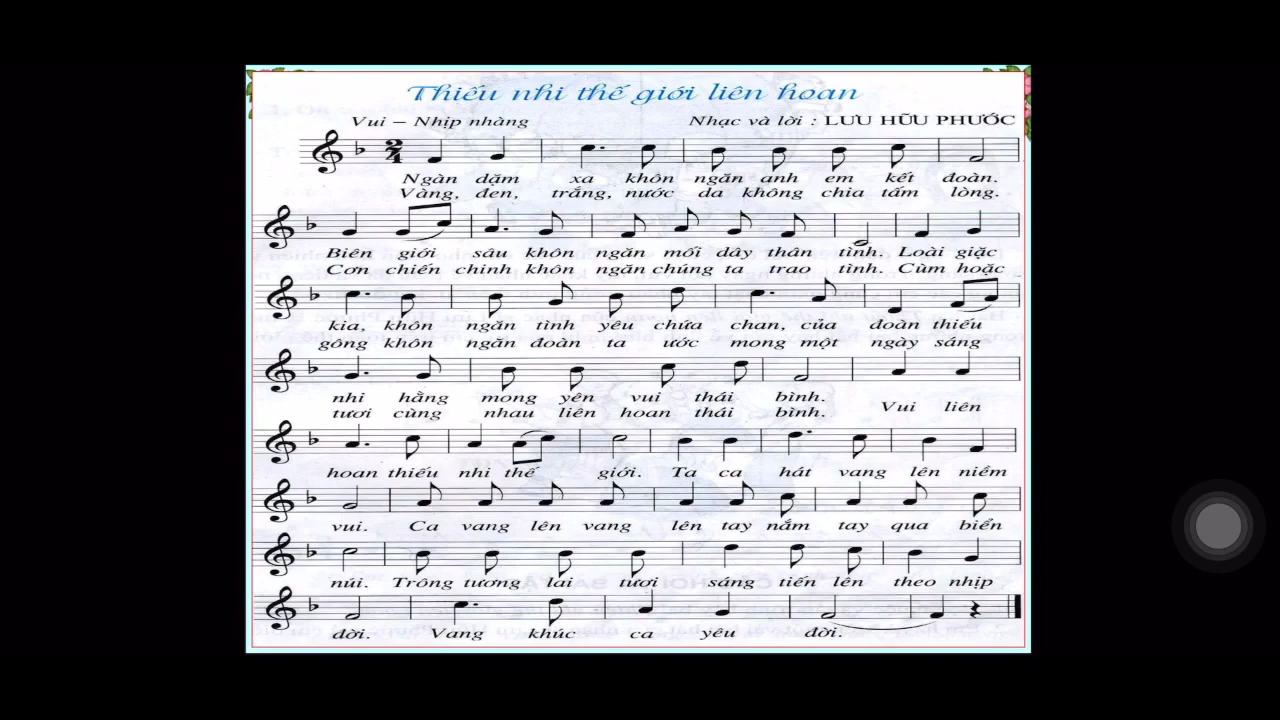 Thiếu nhi thế giới liên hoan
Vui – Nhịp nhàng
Nhạc và lời : LƯU HỮU PHƯỚC
2
4
Ngàn dặm xa khôn ngăn anh em kết đoàn.
Vàng, đen, trắng, nước da không chia tấm lòng.
Biên giới sâu khôn ngăn mối dây thân tình. Loài giặc
Cơn chiến chinh khôn ngăn chúng ta trao tình. Cùm hoặc
kia, khôn ngăn tình yêu chứa chan, của đoàn thiếu
gông khôn ngăn đoàn ta ước mong một ngày sáng
nhi hằng mong yên vui thái bình.
tươi cùng nhau liên hoan thái bình. Vui liên
hoan thiếu nhi thế giới. Ta ca hát vang lên niềm
vui. Ca vang lên vang lên tay nắm tay qua biển
núi. Trông tương lai tươi sáng tiến lên theo nhịp
đời. Vang khúc ca yêu đời.